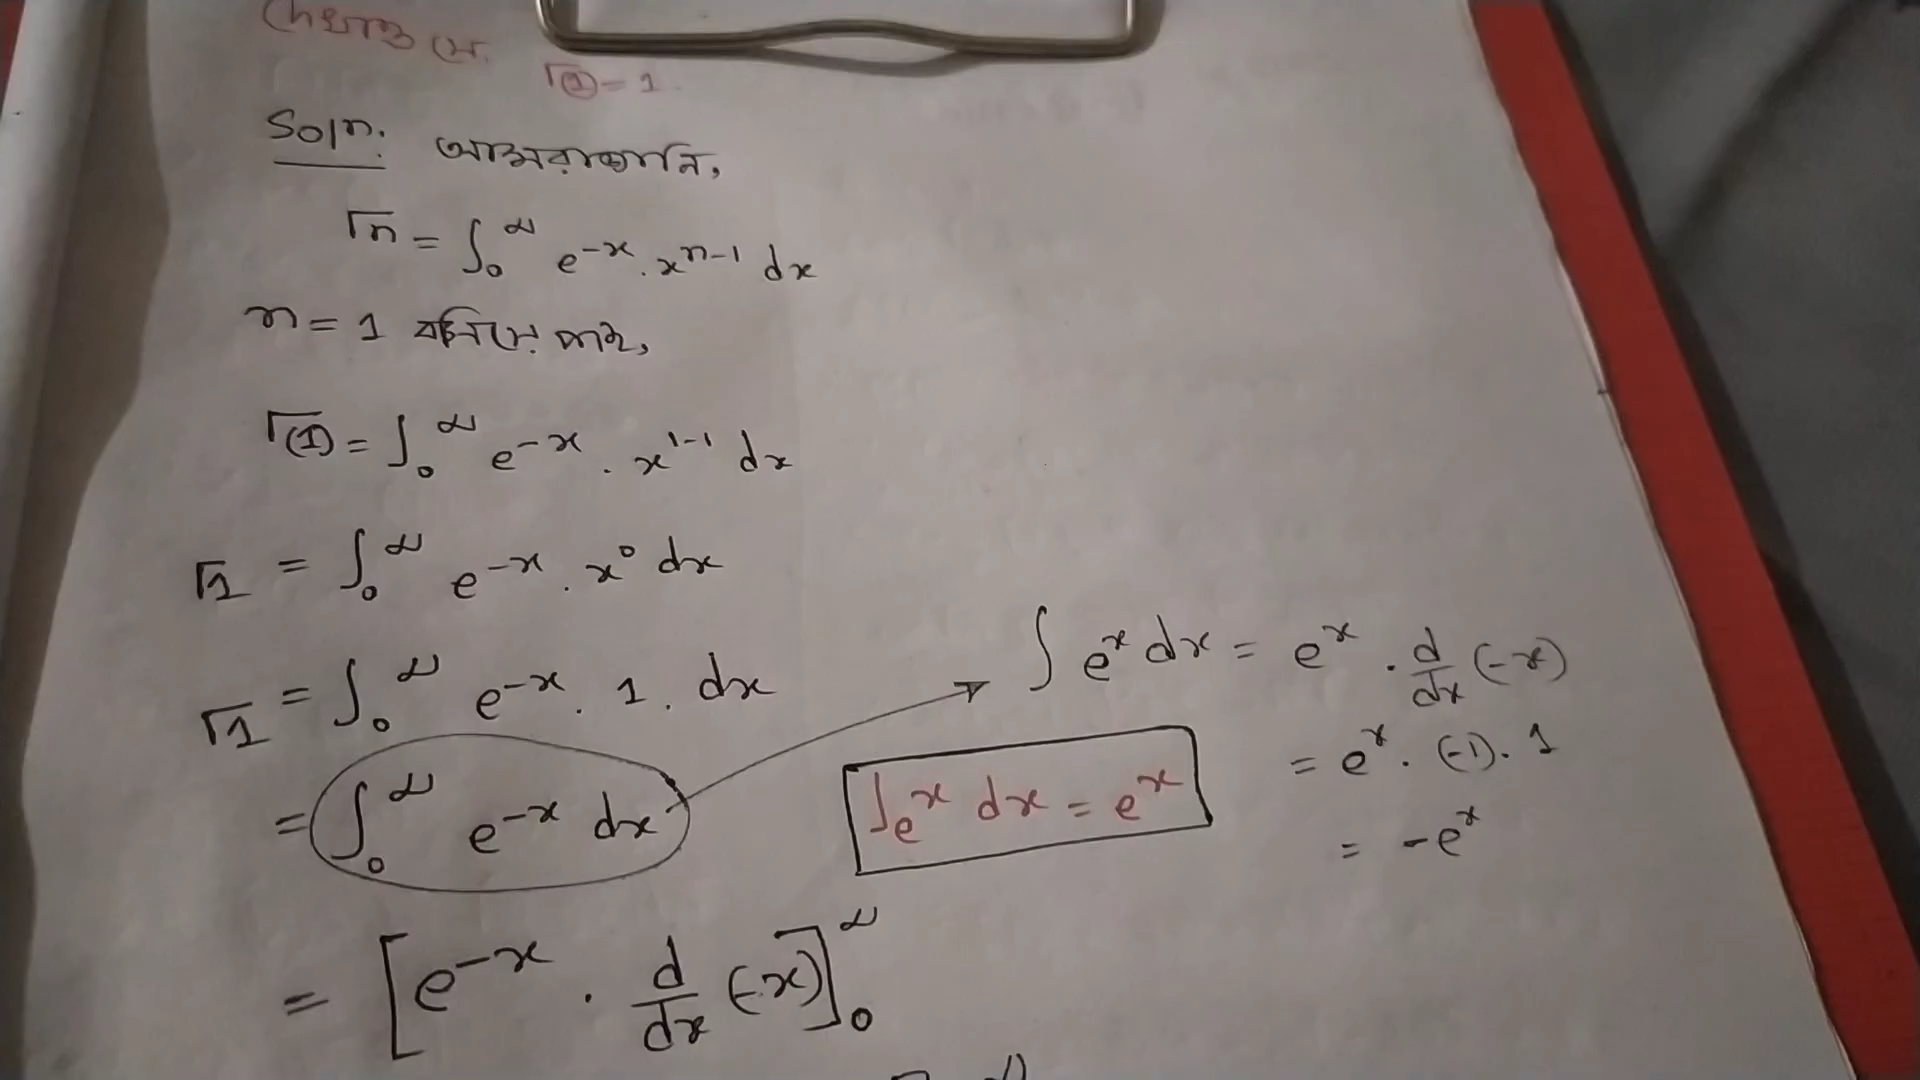 দেখাও যে,
Γ(1) = 1.
Soln: আমরা জানি,
Γn = ∫₀^∞ e^-x . x^n-1 dx
n = 1 বসিয়ে পাই,
Γ(1) = ∫₀^∞ e^-x . x^1-1 dx
Γ1 = ∫₀^∞ e^-x . x^0 dx
Γ1 = ∫₀^∞ e^-x . 1 . dx
= ∫₀^∞ e^-x dx
∫ e^x dx = e^x . d/dx (-x)
= e^x . (-1) . 1
= -e^x
∫e^x dx = e^x
= [e^-x . d/dx (-x)]₀^∞